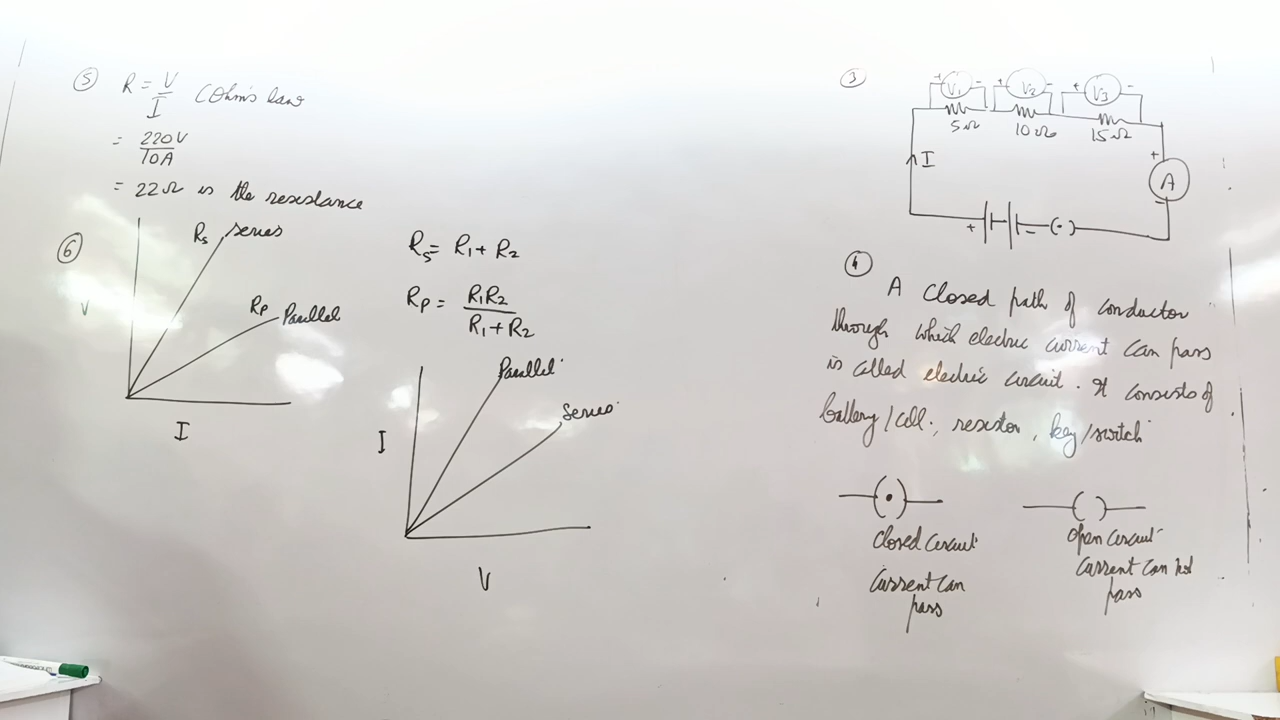 5
R = V/I (Ohm's law
= 220V/10A
= 22Ω is the resistance
6
Rs series
Rp Parallel
V
I
Rs = R1 + R2
Rp = R1R2/R1+R2
Parallel
Series
I
V
3
+ V1 - + V2 - + V3 -
5Ω 10Ω 15Ω
I
+
A
-
+ -
4
A closed path of conductor
through which electric current can pass
is called electric circuit. It consists of
battery/cell., resistor, key/switch
closed circuit
current can
pass
open circuit
current can not
pass